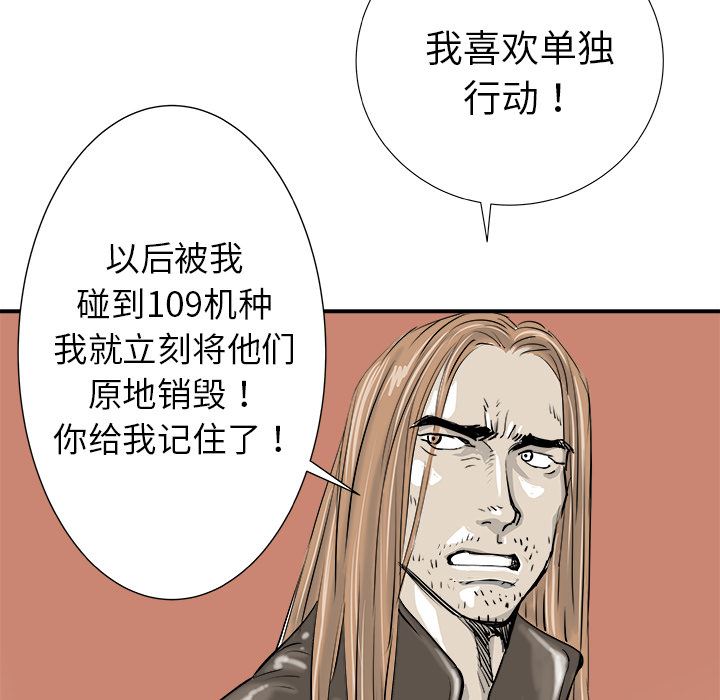 我喜欢单独
行动！
以后被我
碰到109机种
我就立刻将他们
原地销毁！
你给我记住了！